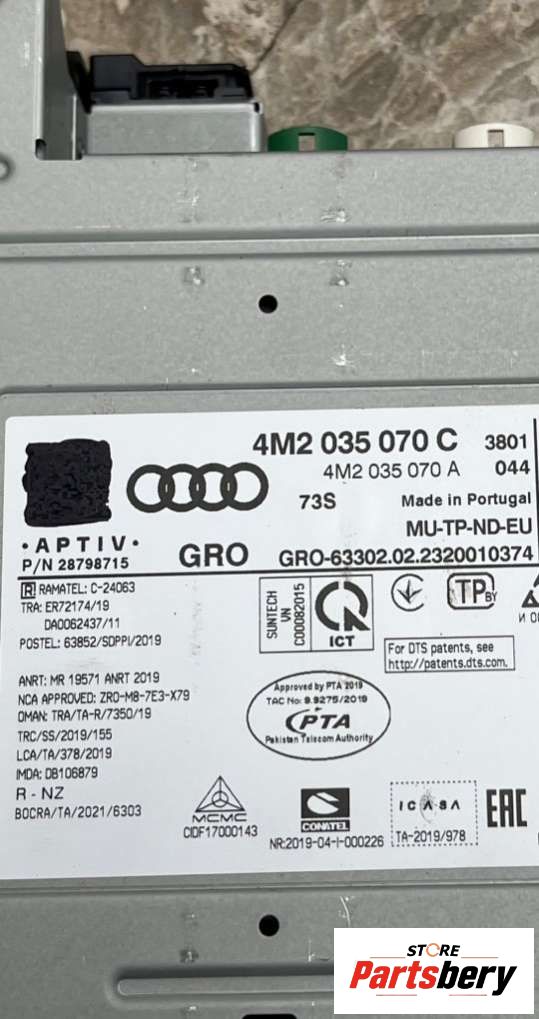 4M2 035 070 C 3801
4M2 035 070 A 044
73S Made in Portugal
MU-TP-ND-EU
• A P T I V •
P/N 28798715
GRO GRO-63302.02.2320010374
R RAMATEL: C-24063
TRA: ER72174/19
DA0062437/11
POSTEL: 63852/SDPPI/2019
SUNTECH
VN
C00082015
ICT
TP BY
For DTS patents, see
http://patents.dts.com.
ANRT: MR 19571 ANRT 2019
NCA APPROVED: ZRO-M8-7E3-X79
OMAN: TRA/TA-R/7350/19
TRC/SS/2019/155
LCA/TA/378/2019
IMDA: DB106879
R - NZ
BOCRA/TA/2021/6303
Approved by PTA 2019
TAC No: 9.9275/2019
PTA
Pakistan Telecom Authority
MCMC
CIDF17000143
CONATEL
NR:2019-04-I-000226
ICASA
TA-2019/978
EAC
STORE
Partsbery